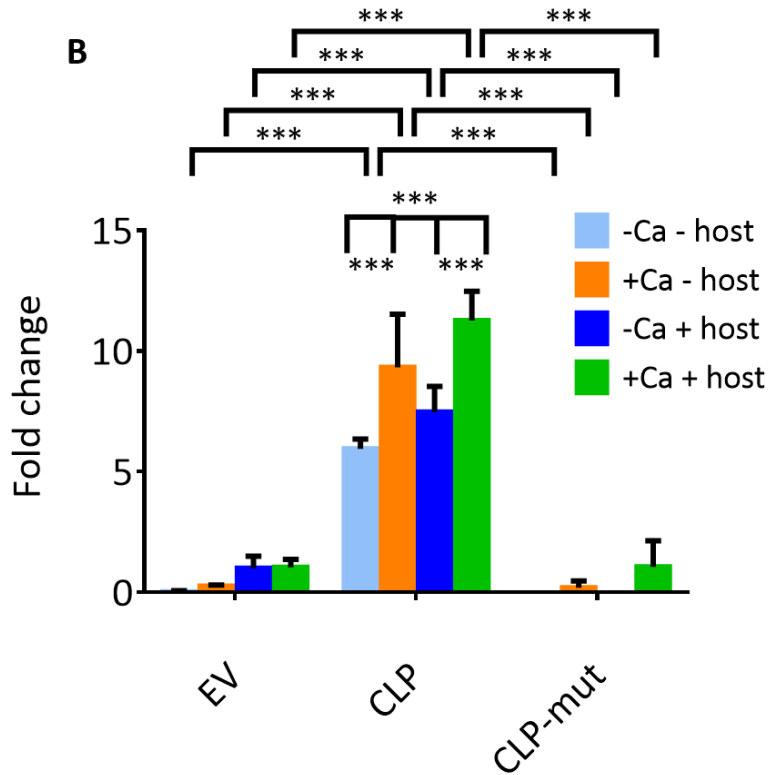 B
*** ***
*** ***
*** ***
*** ***
***
*** ***
15
10
5
0
Fold change
-Ca - host
+Ca - host
-Ca + host
+Ca + host
EV
CLP
CLP-mut